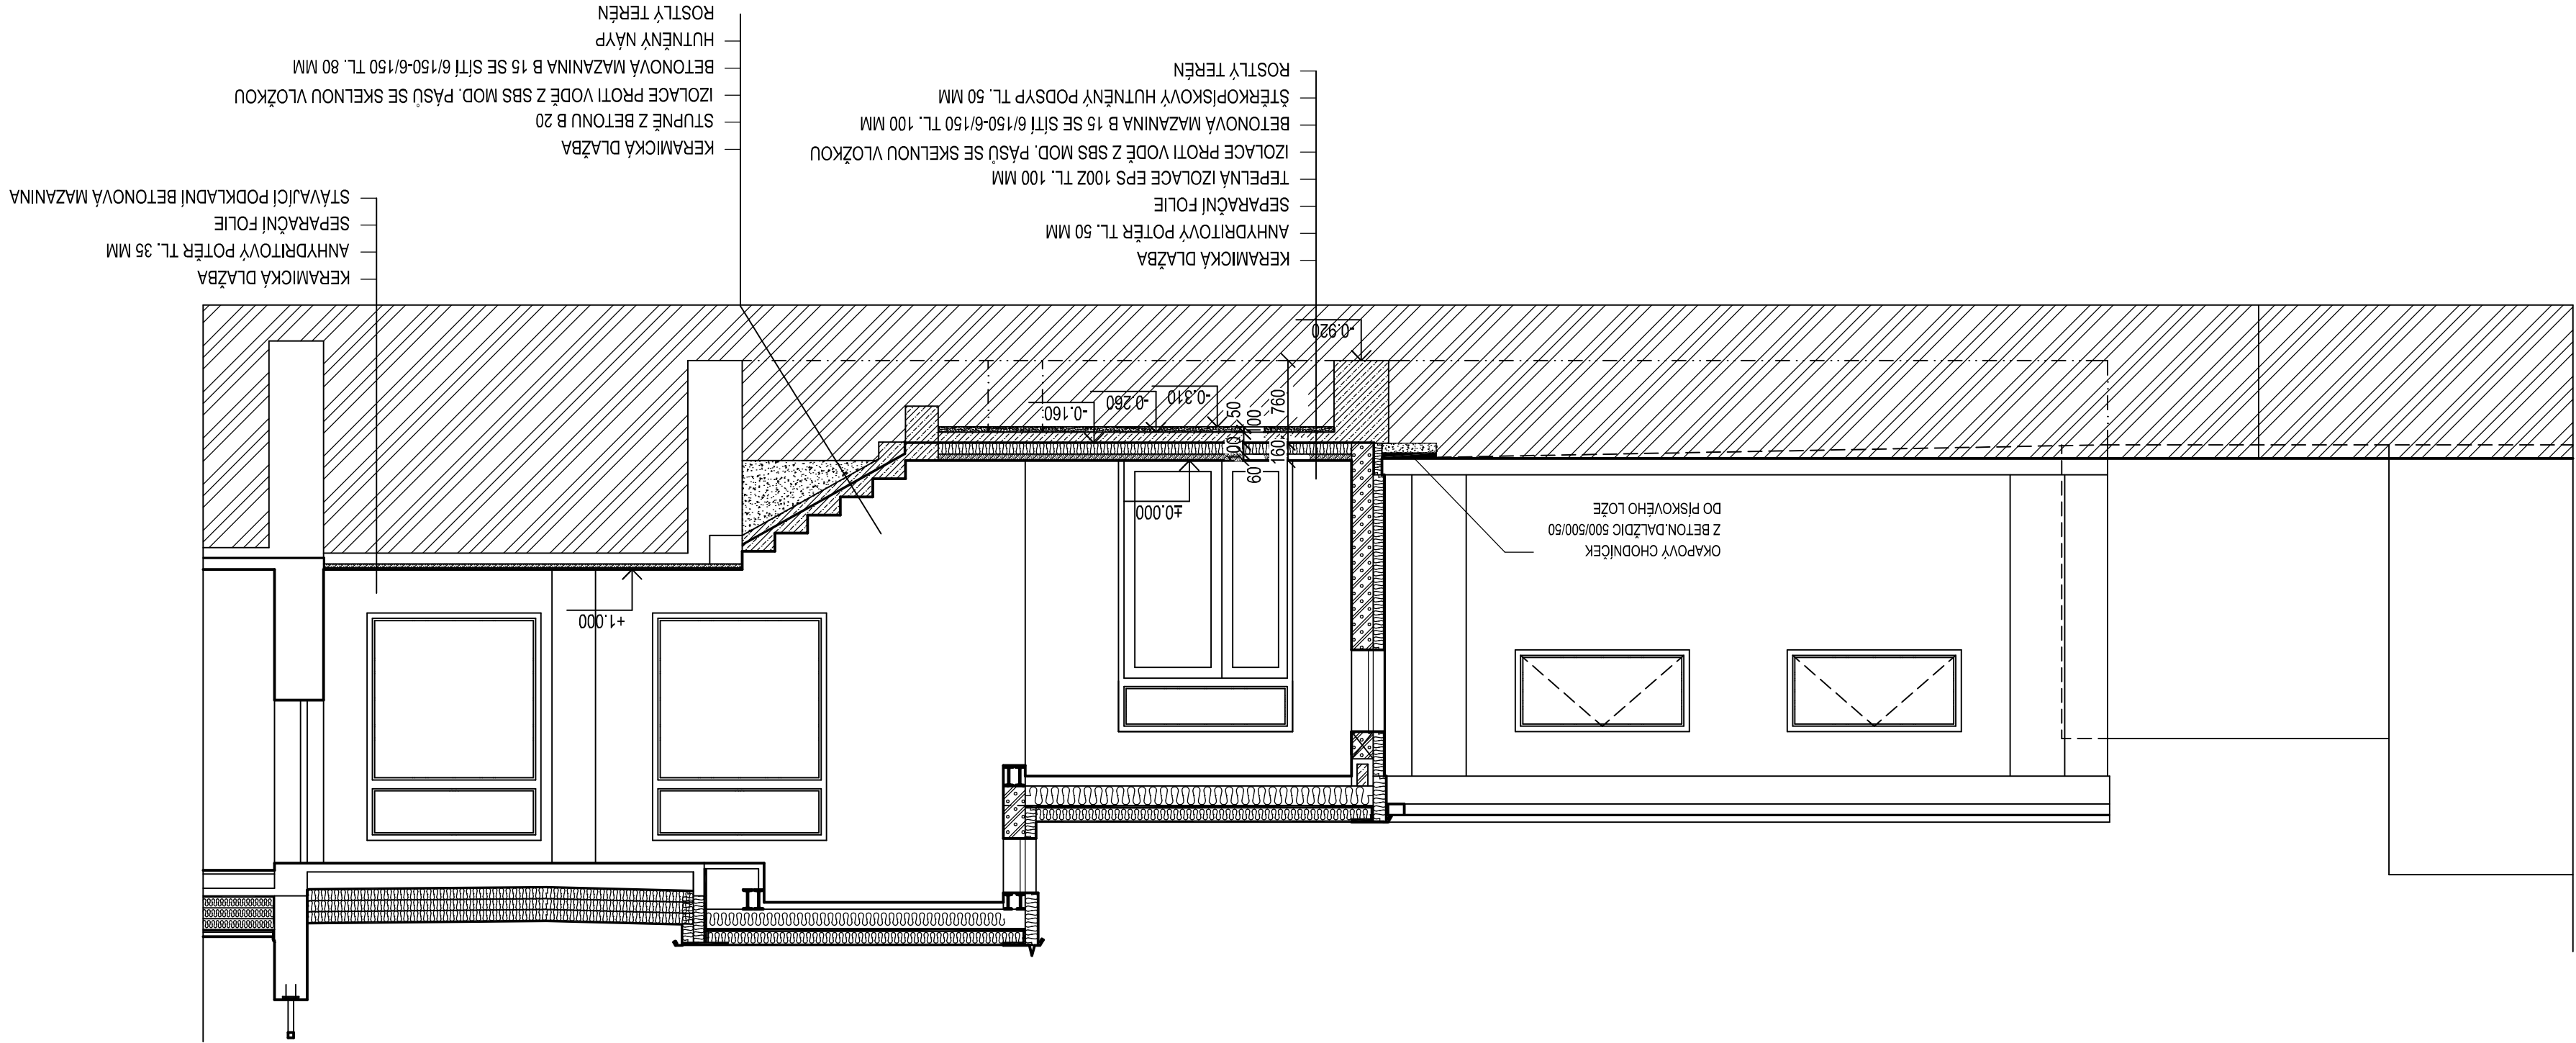 +1.000
OKAPOVÝ CHODNÍČEK
Z BETON.DALŽDIC 500/500/50
DO PÍSKOVÉHO LOŽE
±0.000
60
160
100
100
50
760
-0.160
-0.260
-0.310
-0.920
KERAMICKÁ DLAŽBA
ANHYDRITOVÝ POTĚR TL. 50 MM
SEPARAČNÍ FOLIE
TEPELNÁ IZOLACE EPS 100Z TL. 100 MM
IZOLACE PROTI VODĚ Z SBS MOD. PÁSŮ SE SKELNOU VLOŽKOU
BETONOVÁ MAZANINA B 15 SE SÍTÍ 6/150-6/150 TL. 100 MM
ŠTĚRKOPÍSKOVÝ HUTNĚNÝ PODSYP TL. 50 MM
ROSTLÝ TERÉN
KERAMICKÁ DLAŽBA
STUPNĚ Z BETONU B 20
IZOLACE PROTI VODĚ Z SBS MOD. PÁSŮ SE SKELNOU VLOŽKOU
BETONOVÁ MAZANINA B 15 SE SÍTÍ 6/150-6/150 TL. 80 MM
HUTNĚNÝ NÁYP
ROSTLÝ TERÉN
KERAMICKÁ DLAŽBA
ANHYDRITOVÝ POTĚR TL. 35 MM
SEPARAČNÍ FOLIE
STÁVAJÍCÍ PODKLADNÍ BETONOVÁ MAZANINA